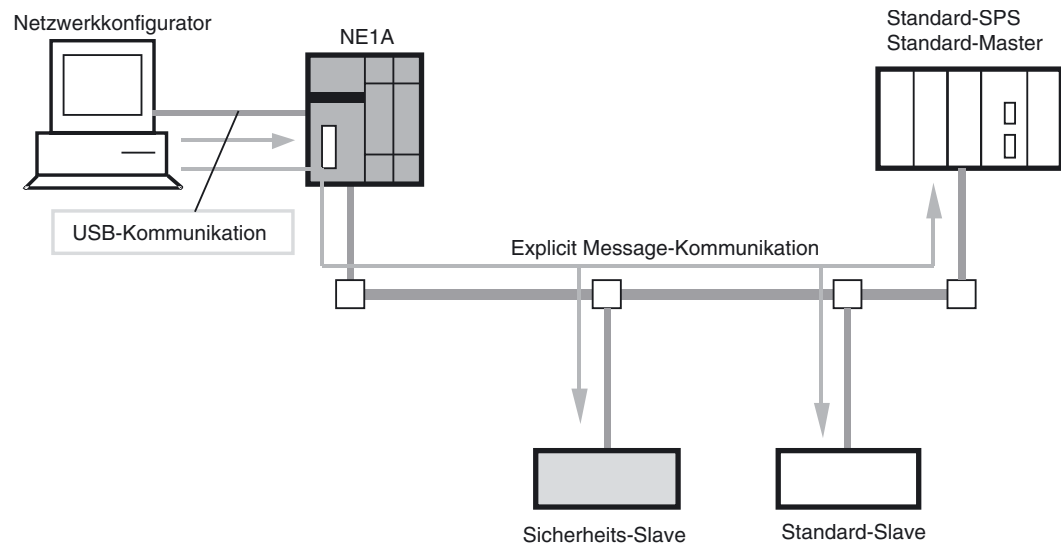 Netzwerkkonfigurator
NE1A
Standard-SPS
Standard-Master
USB-Kommunikation
Explicit Message-Kommunikation
Sicherheits-Slave
Standard-Slave